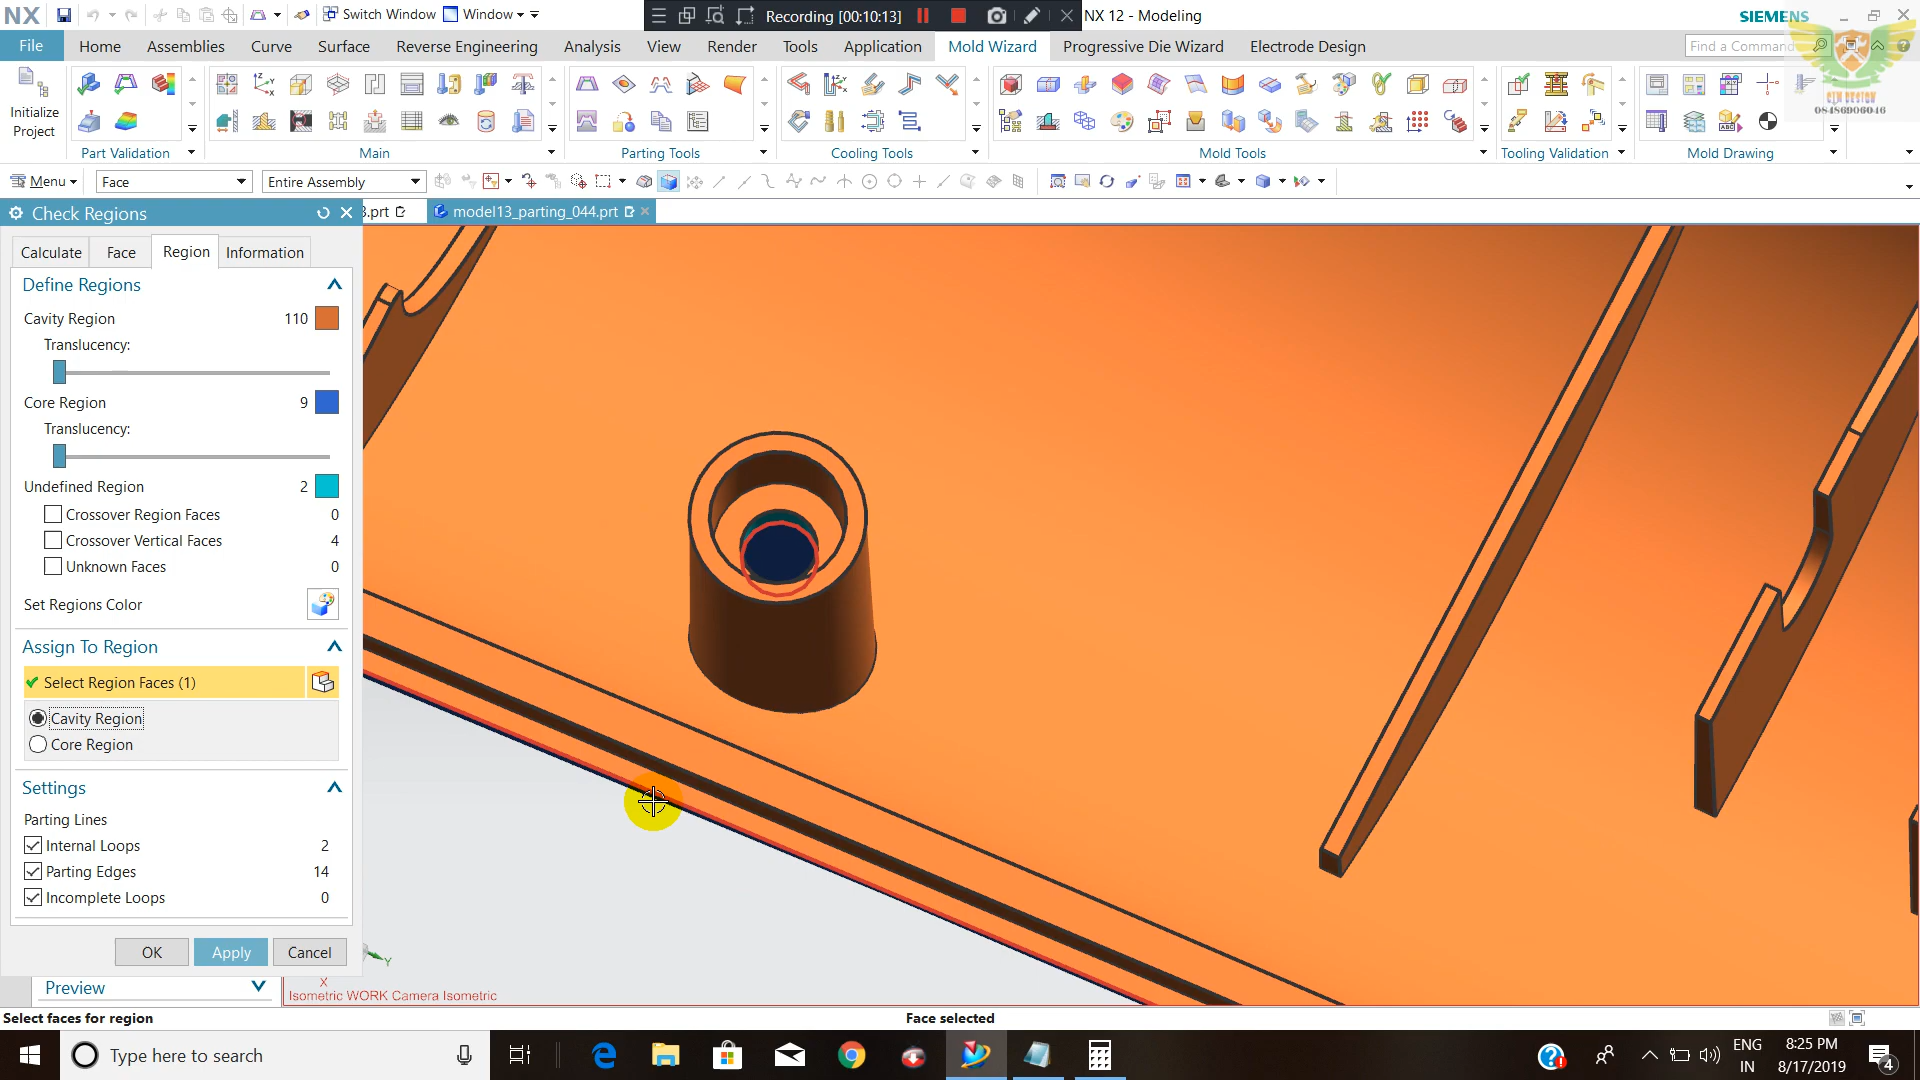 NX
Switch Window
Window
Recording [00:10:13]
NX 12 - Modeling
SIEMENS
File
Home
Assemblies
Curve
Surface
Reverse Engineering
Analysis
View
Render
Tools
Application
Mold Wizard
Progressive Die Wizard
Electrode Design
Find a Command
Initialize
Project
Part Validation
Main
Parting Tools
Cooling Tools
Mold Tools
Tooling Validation
Mold Drawing
CIM DESIGN
08486906046
Menu
Face
Entire Assembly
Check Regions
3.prt
model13_parting_044.prt
Calculate
Face
Region
Information
Define Regions
Cavity Region 110
Translucency:
Core Region 9
Translucency:
Undefined Region 2
Crossover Region Faces 0
Crossover Vertical Faces 4
Unknown Faces 0
Set Regions Color
Assign To Region
Select Region Faces (1)
Cavity Region
Core Region
Settings
Parting Lines
Internal Loops 2
Parting Edges 14
Incomplete Loops 0
OK
Apply
Cancel
Y
X
Preview
Isometric WORK Camera Isometric
Select faces for region
Face selected
Type here to search
ENG
IN
8:25 PM
8/17/2019
4